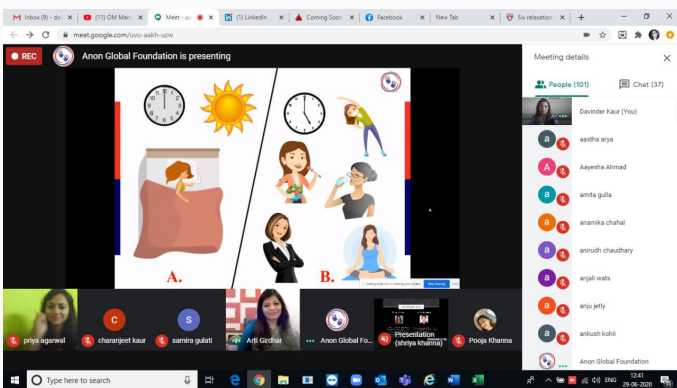 Inbox (9) - da
(11) OM Man
Meet - uv
(1) LinkedIn
Coming Soon
Facebook
New Tab
Six relaxation
meet.google.com/uvu-aakh-uzw
REC
Anon Global Foundation is presenting
A.
B.
Meeting details
People (101)
Chat (37)
Davinder Kaur (You)
a
aastha arya
A
Aayesha Ahmad
a
amita gulla
a
anamika chahal
a
anirudh chaudhary
a
anjali wats
a
anju jetly
a
ankush kohli
Anon Global Foundation
priya agarwal
C
charanjeet kaur
S
samira gulati
Arti Girdhar
Anon Global Fo...
Presentation
(shriya khanna)
Pooja Khanna
Type here to search
ENG
12:41
29-06-2020